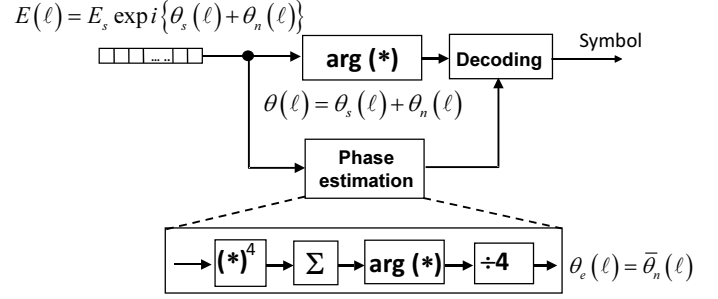 E(ℓ) = E_s exp i{θ_s(ℓ) + θ_n(ℓ)}
... ..
arg (*)
Decoding
Symbol
θ(ℓ) = θ_s(ℓ) + θ_n(ℓ)
Phase
estimation
(*)^4
Σ
arg (*)
÷4
θ_e(ℓ) = θ̅_n(ℓ)